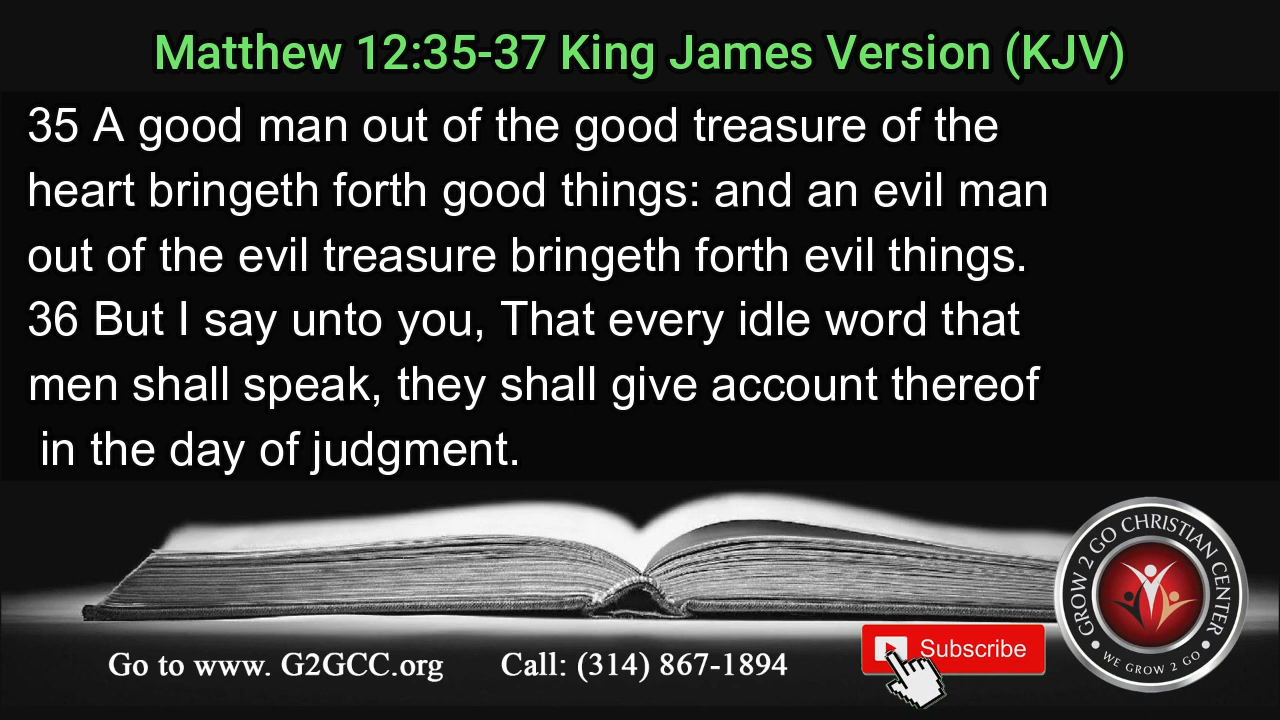 Matthew 12:35-37 King James Version (KJV)
35 A good man out of the good treasure of the
heart bringeth forth good things: and an evil man
out of the evil treasure bringeth forth evil things.
36 But I say unto you, That every idle word that
men shall speak, they shall give account thereof
in the day of judgment.
GROW 2 GO CHRISTIAN CENTER
• WE GROW 2 GO •
Go to www. G2GCC.org Call: (314) 867-1894
Subscribe